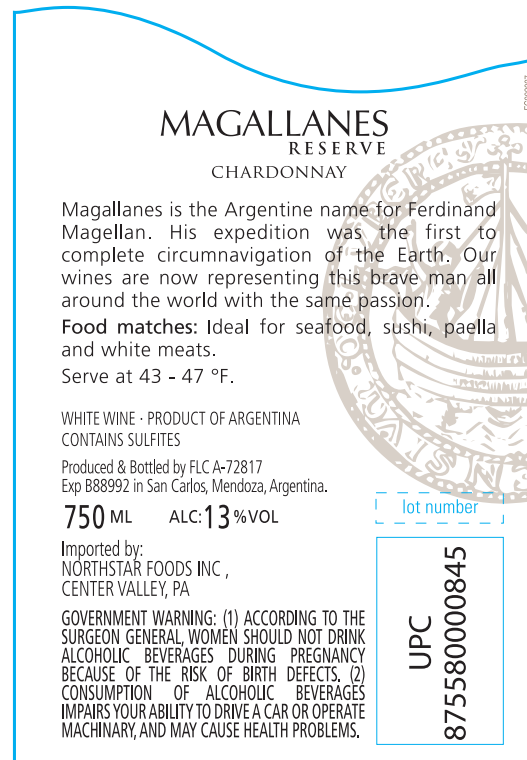 MAGALLANES
RESERVE
CHARDONNAY
Magallanes is the Argentine name for Ferdinand
Magellan. His expedition was the first to
complete circumnavigation of the Earth. Our
wines are now representing this brave man all
around the world with the same passion.
Food matches: Ideal for seafood, sushi, paella
and white meats.
Serve at 43 - 47 °F.
WHITE WINE · PRODUCT OF ARGENTINA
CONTAINS SULFITES
Produced & Bottled by FLC A-72817
Exp B88992 in San Carlos, Mendoza, Argentina.
750 ML ALC:13%VOL
Imported by:
NORTHSTAR FOODS INC ,
CENTER VALLEY, PA
GOVERNMENT WARNING: (1) ACCORDING TO THE
SURGEON GENERAL, WOMEN SHOULD NOT DRINK
ALCOHOLIC BEVERAGES DURING PREGNANCY
BECAUSE OF THE RISK OF BIRTH DEFECTS. (2)
CONSUMPTION OF ALCOHOLIC BEVERAGES
IMPAIRS YOUR ABILITY TO DRIVE A CAR OR OPERATE
MACHINARY, AND MAY CAUSE HEALTH PROBLEMS.
lot number
UPC
875580000845